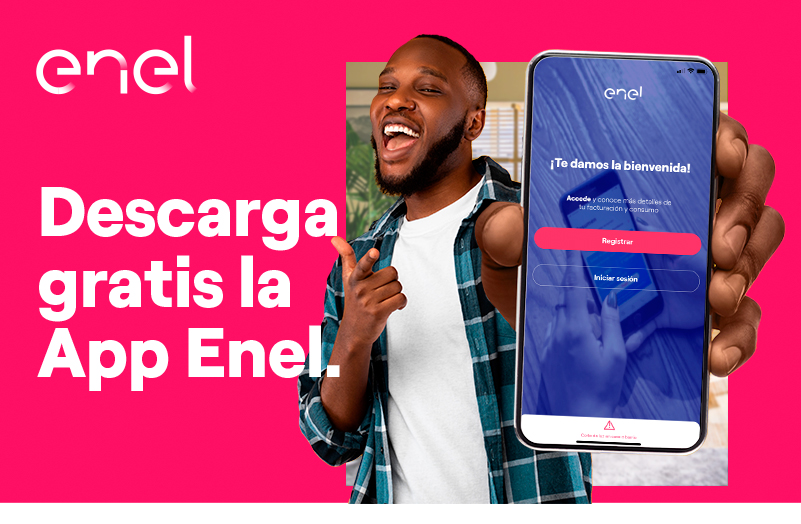 enel
Descarga
gratis la
App Enel.
enel
¡Te damos la bienvenida!
Accede y conoce más detalles de
tu facturación y consumo
Registrar
Iniciar sesión